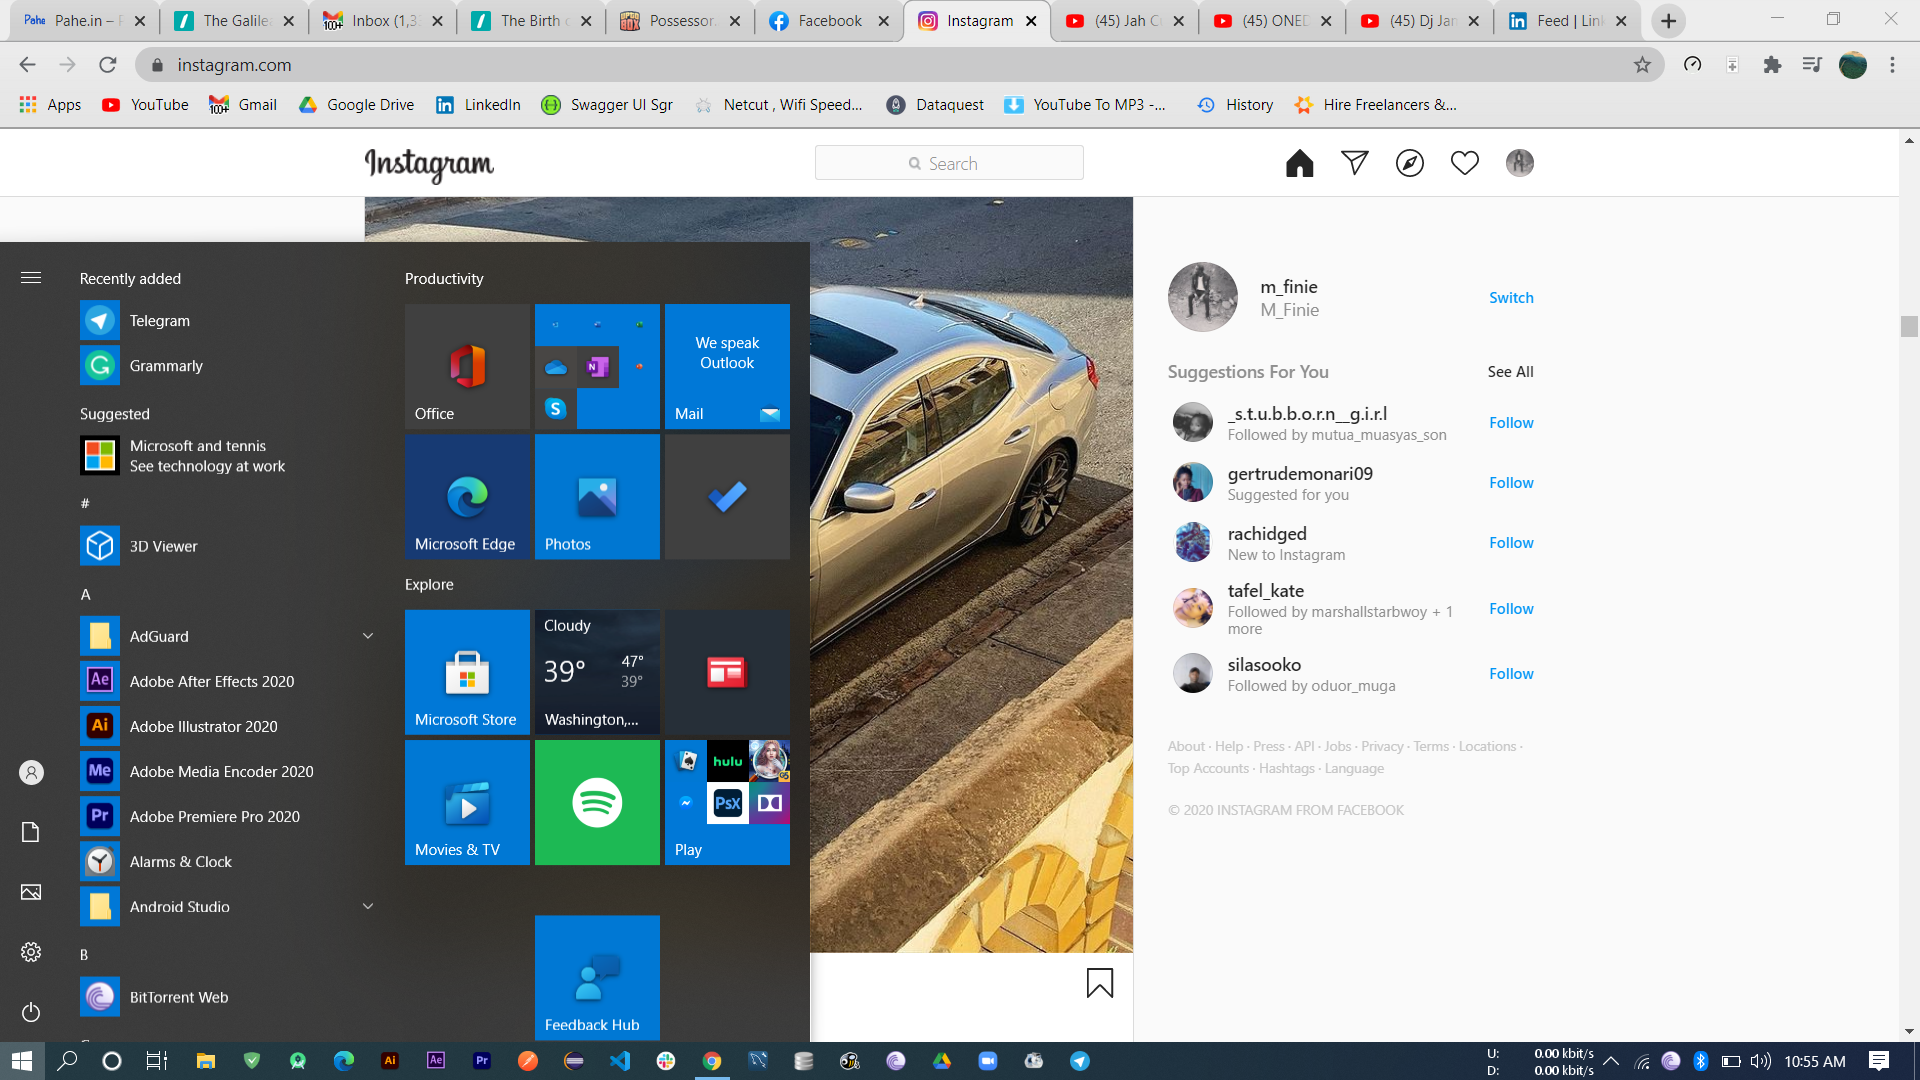 Pahe.in – F
The Galilea
Inbox (1,3
The Birth o
Possessor,
Facebook
Instagram
(45) Jah C
(45) ONED
(45) Dj Jan
Feed | Link
instagram.com
Apps
YouTube
Gmail
Google Drive
LinkedIn
Swagger UI Sgr
Netcut , Wifi Speed...
Dataquest
YouTube To MP3 -...
History
Hire Freelancers &...
Instagram
Search
Recently added
Telegram
Grammarly
Suggested
Microsoft and tennis
See technology at work
#
3D Viewer
A
AdGuard
Adobe After Effects 2020
Adobe Illustrator 2020
Adobe Media Encoder 2020
Adobe Premiere Pro 2020
Alarms & Clock
Android Studio
B
BitTorrent Web
Productivity
Office
We speak
Outlook
Mail
Microsoft Edge
Photos
Explore
Microsoft Store
Cloudy
39°
47°
39°
Washington,...
Movies & TV
hulu
PsX
Play
Feedback Hub
m_finie
M_Finie
Switch
Suggestions For You
See All
_s.t.u.b.b.o.r.n__g.i.r.l
Followed by mutua_muasyas_son
Follow
gertrudemonari09
Suggested for you
Follow
rachidged
New to Instagram
Follow
tafel_kate
Followed by marshallstarbwoy + 1
more
Follow
silasooko
Followed by oduor_muga
Follow
About · Help · Press · API · Jobs · Privacy · Terms · Locations ·
Top Accounts · Hashtags · Language
© 2020 INSTAGRAM FROM FACEBOOK
U: 0.00 kbit/s
D: 0.00 kbit/s
10:55 AM